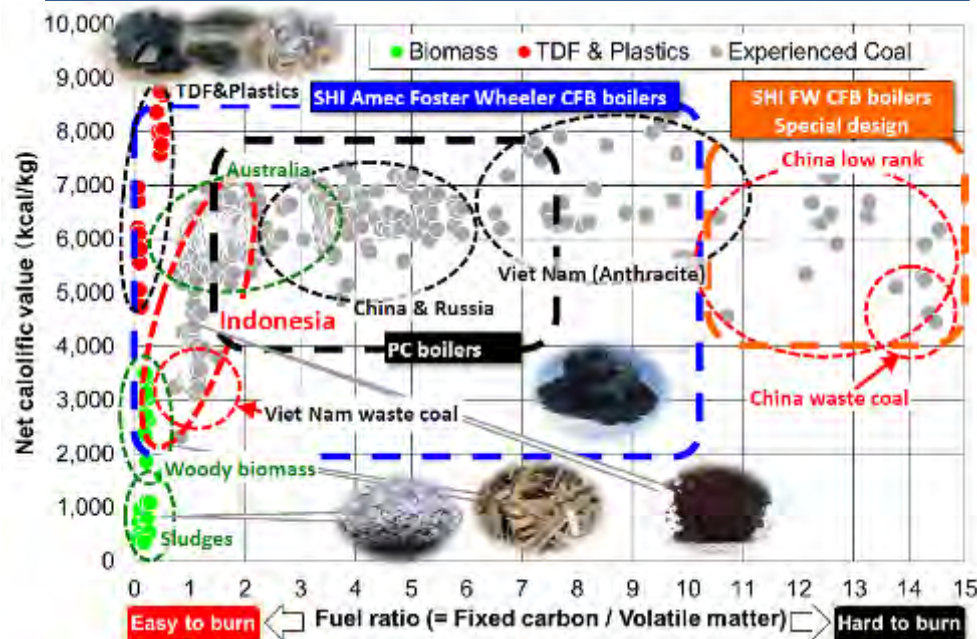 10,000
9,000
8,000
7,000
6,000
5,000
4,000
3,000
2,000
1,000
0
Net calolific value (kcal/kg)
Biomass TDF & Plastics Experienced Coal
TDF&Plastics
SHI Amec Foster Wheeler CFB boilers
SHI FW CFB boilers
Special design
Australia
China low rank
Viet Nam (Anthracite)
Indonesia
China & Russia
PC boilers
Viet Nam waste coal
China waste coal
Woody biomass
Sludges
0 1 2 3 4 5 6 7 8 9 10 11 12 13 14 15
Easy to burn Fuel ratio (= Fixed carbon / Volatile matter) Hard to burn